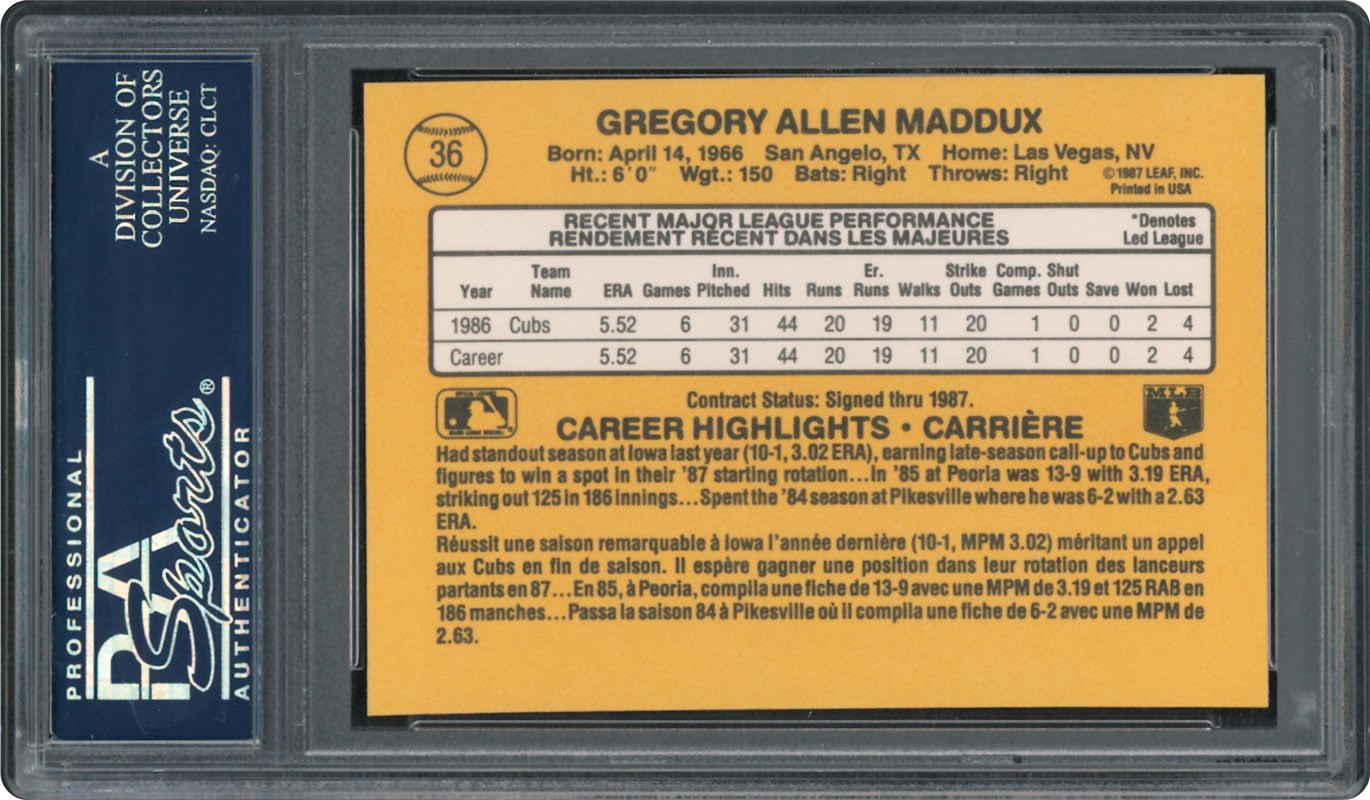 A
DIVISION OF
COLLECTORS
UNIVERSE
NASDAQ: CLCT
PROFESSIONAL
PSA
Sports®
AUTHENTICATOR
36
GREGORY ALLEN MADDUX
Born: April 14, 1966 San Angelo, TX Home: Las Vegas, NV
Ht.: 6'0" Wgt.: 150 Bats: Right Throws: Right
©1987 LEAF, INC.
Printed in USA
RECENT MAJOR LEAGUE PERFORMANCE
RENDEMENT RÉCENT DANS LES MAJEURES
*Denotes
Led League
Team Inn. Er. Strike Comp. Shut
Year Name ERA Games Pitched Hits Runs Runs Walks Outs Games Outs Save Won Lost
1986 Cubs 5.52 6 31 44 20 19 11 20 1 0 0 2 4
Career 5.52 6 31 44 20 19 11 20 1 0 0 2 4
Contract Status: Signed thru 1987.
MLB
CAREER HIGHLIGHTS • CARRIÈRE
Had standout season at Iowa last year (10-1, 3.02 ERA), earning late-season call-up to Cubs and
figures to win a spot in their '87 starting rotation...In '85 at Peoria was 13-9 with 3.19 ERA,
striking out 125 in 186 innings...Spent the '84 season at Pikesville where he was 6-2 with a 2.63
ERA.
Réussit une saison remarquable à Iowa l'année dernière (10-1, MPM 3.02) méritant un appel
aux Cubs en fin de saison. Il espère gagner une position dans leur rotation des lanceurs
partants en 87...En 85, à Peoria, compila une fiche de 13-9 avec une MPM de 3.19 et 125 RAB en
186 manches...Passa la saison 84 à Pikesville où il compila une fiche de 6-2 avec une MPM de
2.63.